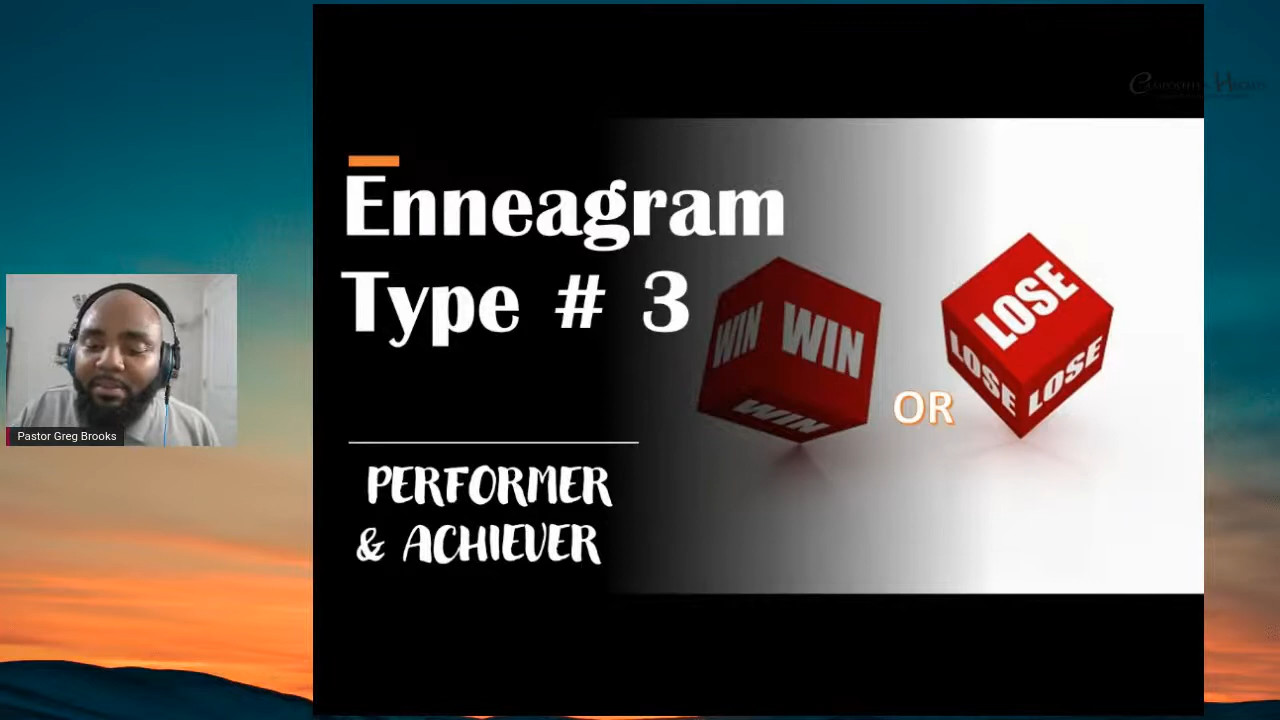 Enneagram
Type # 3
WIN WIN
WIN
OR
LOSE
LOSE LOSE
PERFORMER
& ACHIEVER
Pastor Greg Brooks